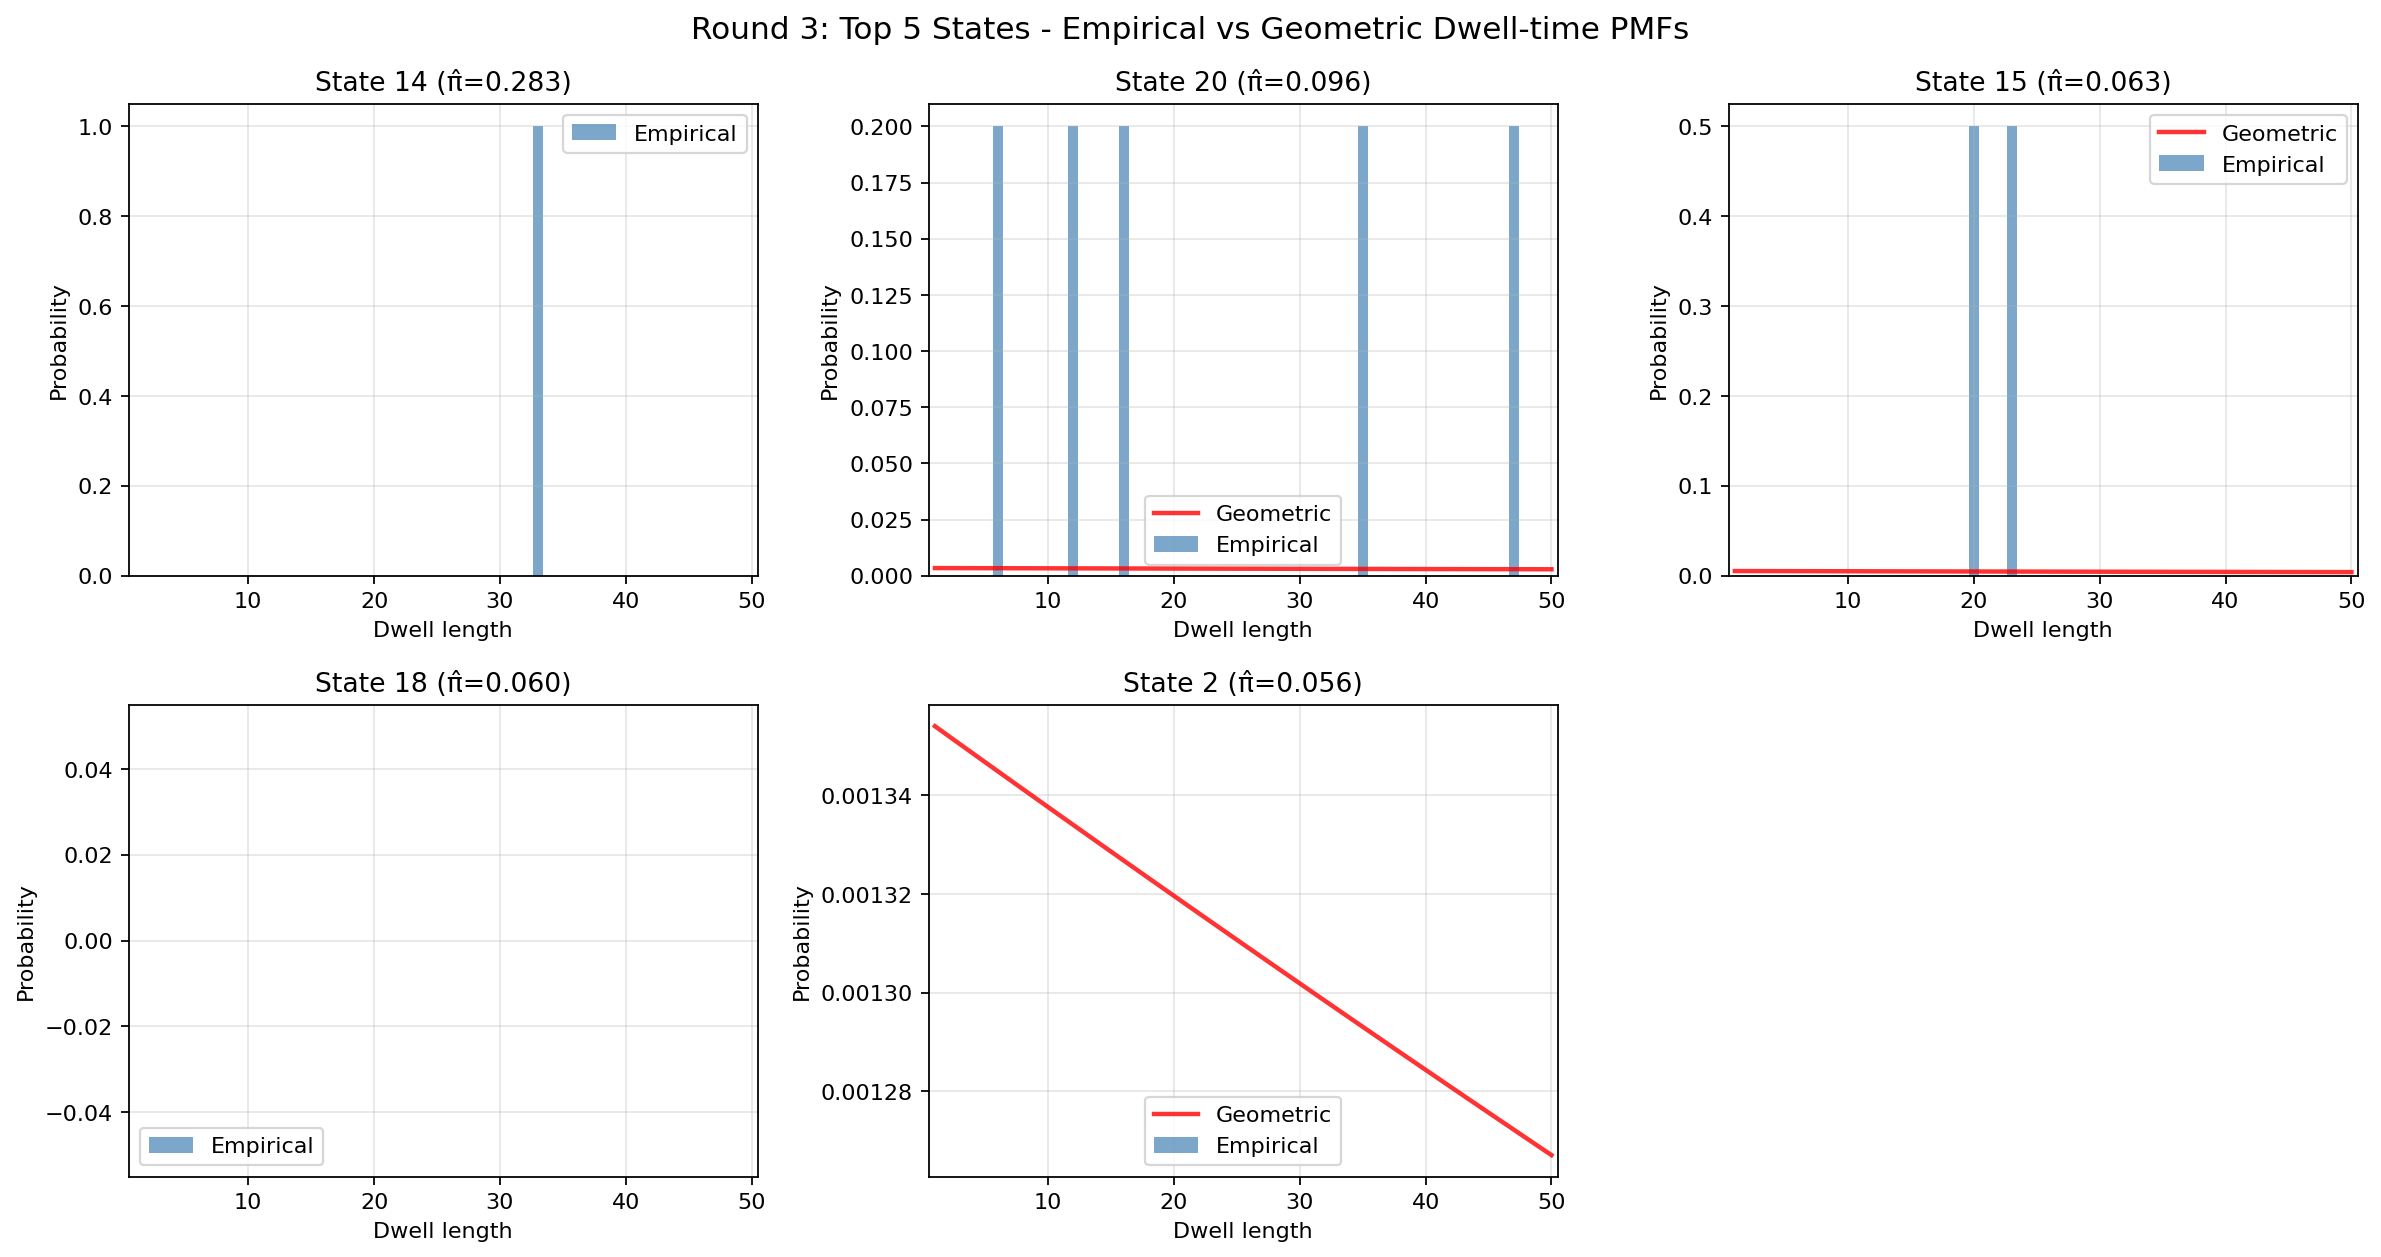 Round 3: Top 5 States - Empirical vs Geometric Dwell-time PMFs
State 14 (π̂=0.283)
1.0
0.8
0.6
0.4
0.2
0.0
Probability
Empirical
10 20 30 40 50
Dwell length
State 20 (π̂=0.096)
0.200
0.175
0.150
0.125
0.100
0.075
0.050
0.025
0.000
Probability
Geometric
Empirical
10 20 30 40 50
Dwell length
State 15 (π̂=0.063)
0.5
0.4
0.3
0.2
0.1
0.0
Probability
Geometric
Empirical
10 20 30 40 50
Dwell length
State 18 (π̂=0.060)
0.04
0.02
0.00
−0.02
−0.04
Probability
Empirical
10 20 30 40 50
Dwell length
State 2 (π̂=0.056)
0.00134
0.00132
0.00130
0.00128
Probability
Geometric
Empirical
10 20 30 40 50
Dwell length